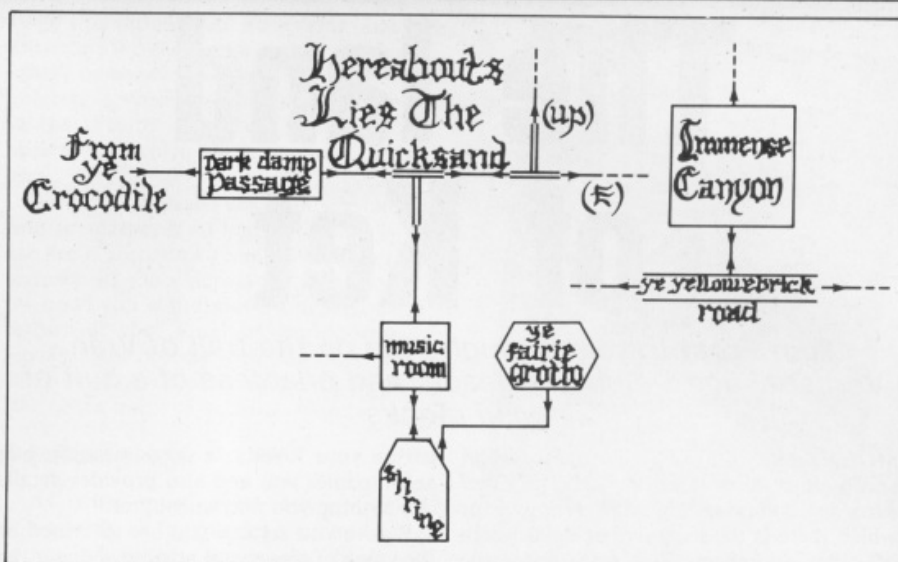 Hereabouts
Lies The
Quicksand
From
ye
Crocodile
Dark damp
passage
(up)
(E)
Immense
Canyon
ye yellowebrick
road
music
room
ye
fairie
grotto
Shrine